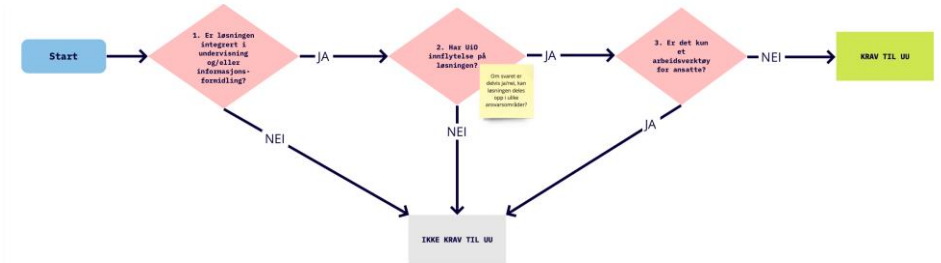 Start
1. Er løsningen
integrert i
undervisning
og/eller
informasjons-
formidling?
JA
2. Har UiO
innflytelse på
løsningen?
Om svaret er
delvis ja/nei, kan
løsningen deles
opp i ulike
ansvarsområder?
JA
3. Er det kun
et
arbeidsverktøy
for ansatte?
NEI
KRAV TIL UU
NEI
NEI
JA
IKKE KRAV TIL UU